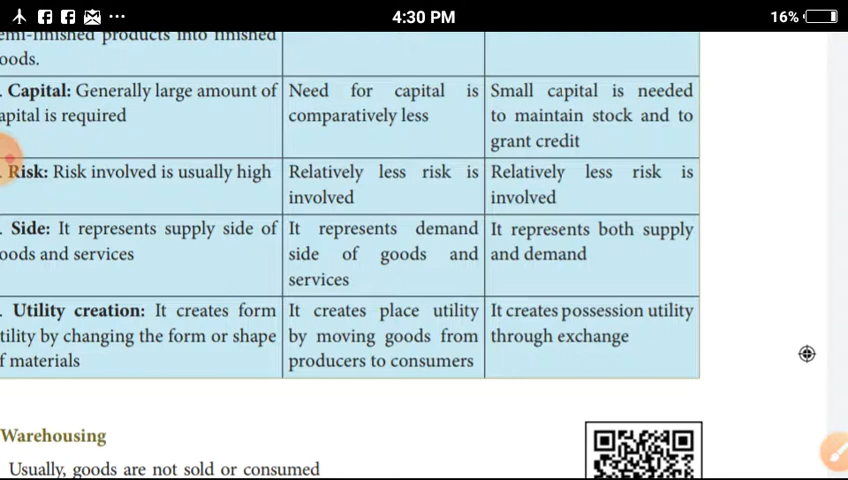 4:30 PM
16%
emi-finished products into finished
oods.
. Capital: Generally large amount of
apital is required
Need for capital is
comparatively less
Small capital is needed
to maintain stock and to
grant credit
. Risk: Risk involved is usually high
Relatively less risk is
involved
Relatively less risk is
involved
. Side: It represents supply side of
oods and services
It represents demand
side of goods and
services
It represents both supply
and demand
. Utility creation: It creates form
tility by changing the form or shape
f materials
It creates place utility
by moving goods from
producers to consumers
It creates possession utility
through exchange
Warehousing
Usually, goods are not sold or consumed